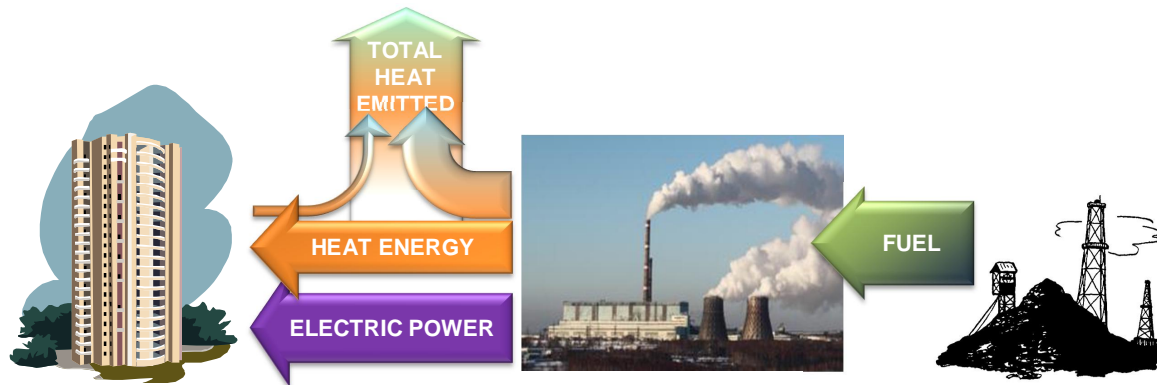 TOTAL
HEAT
EMITTED
HEAT ENERGY
FUEL
ELECTRIC POWER